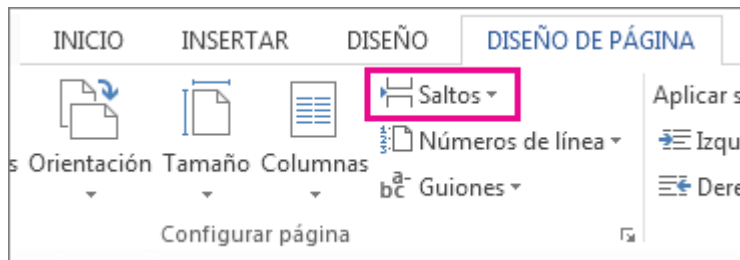 INICIO INSERTAR DISEÑO DISEÑO DE PÁGINA
Saltos
Números de línea
Guiones
s Orientación Tamaño Columnas
Configurar página
Aplicar s
Izqu
Dere